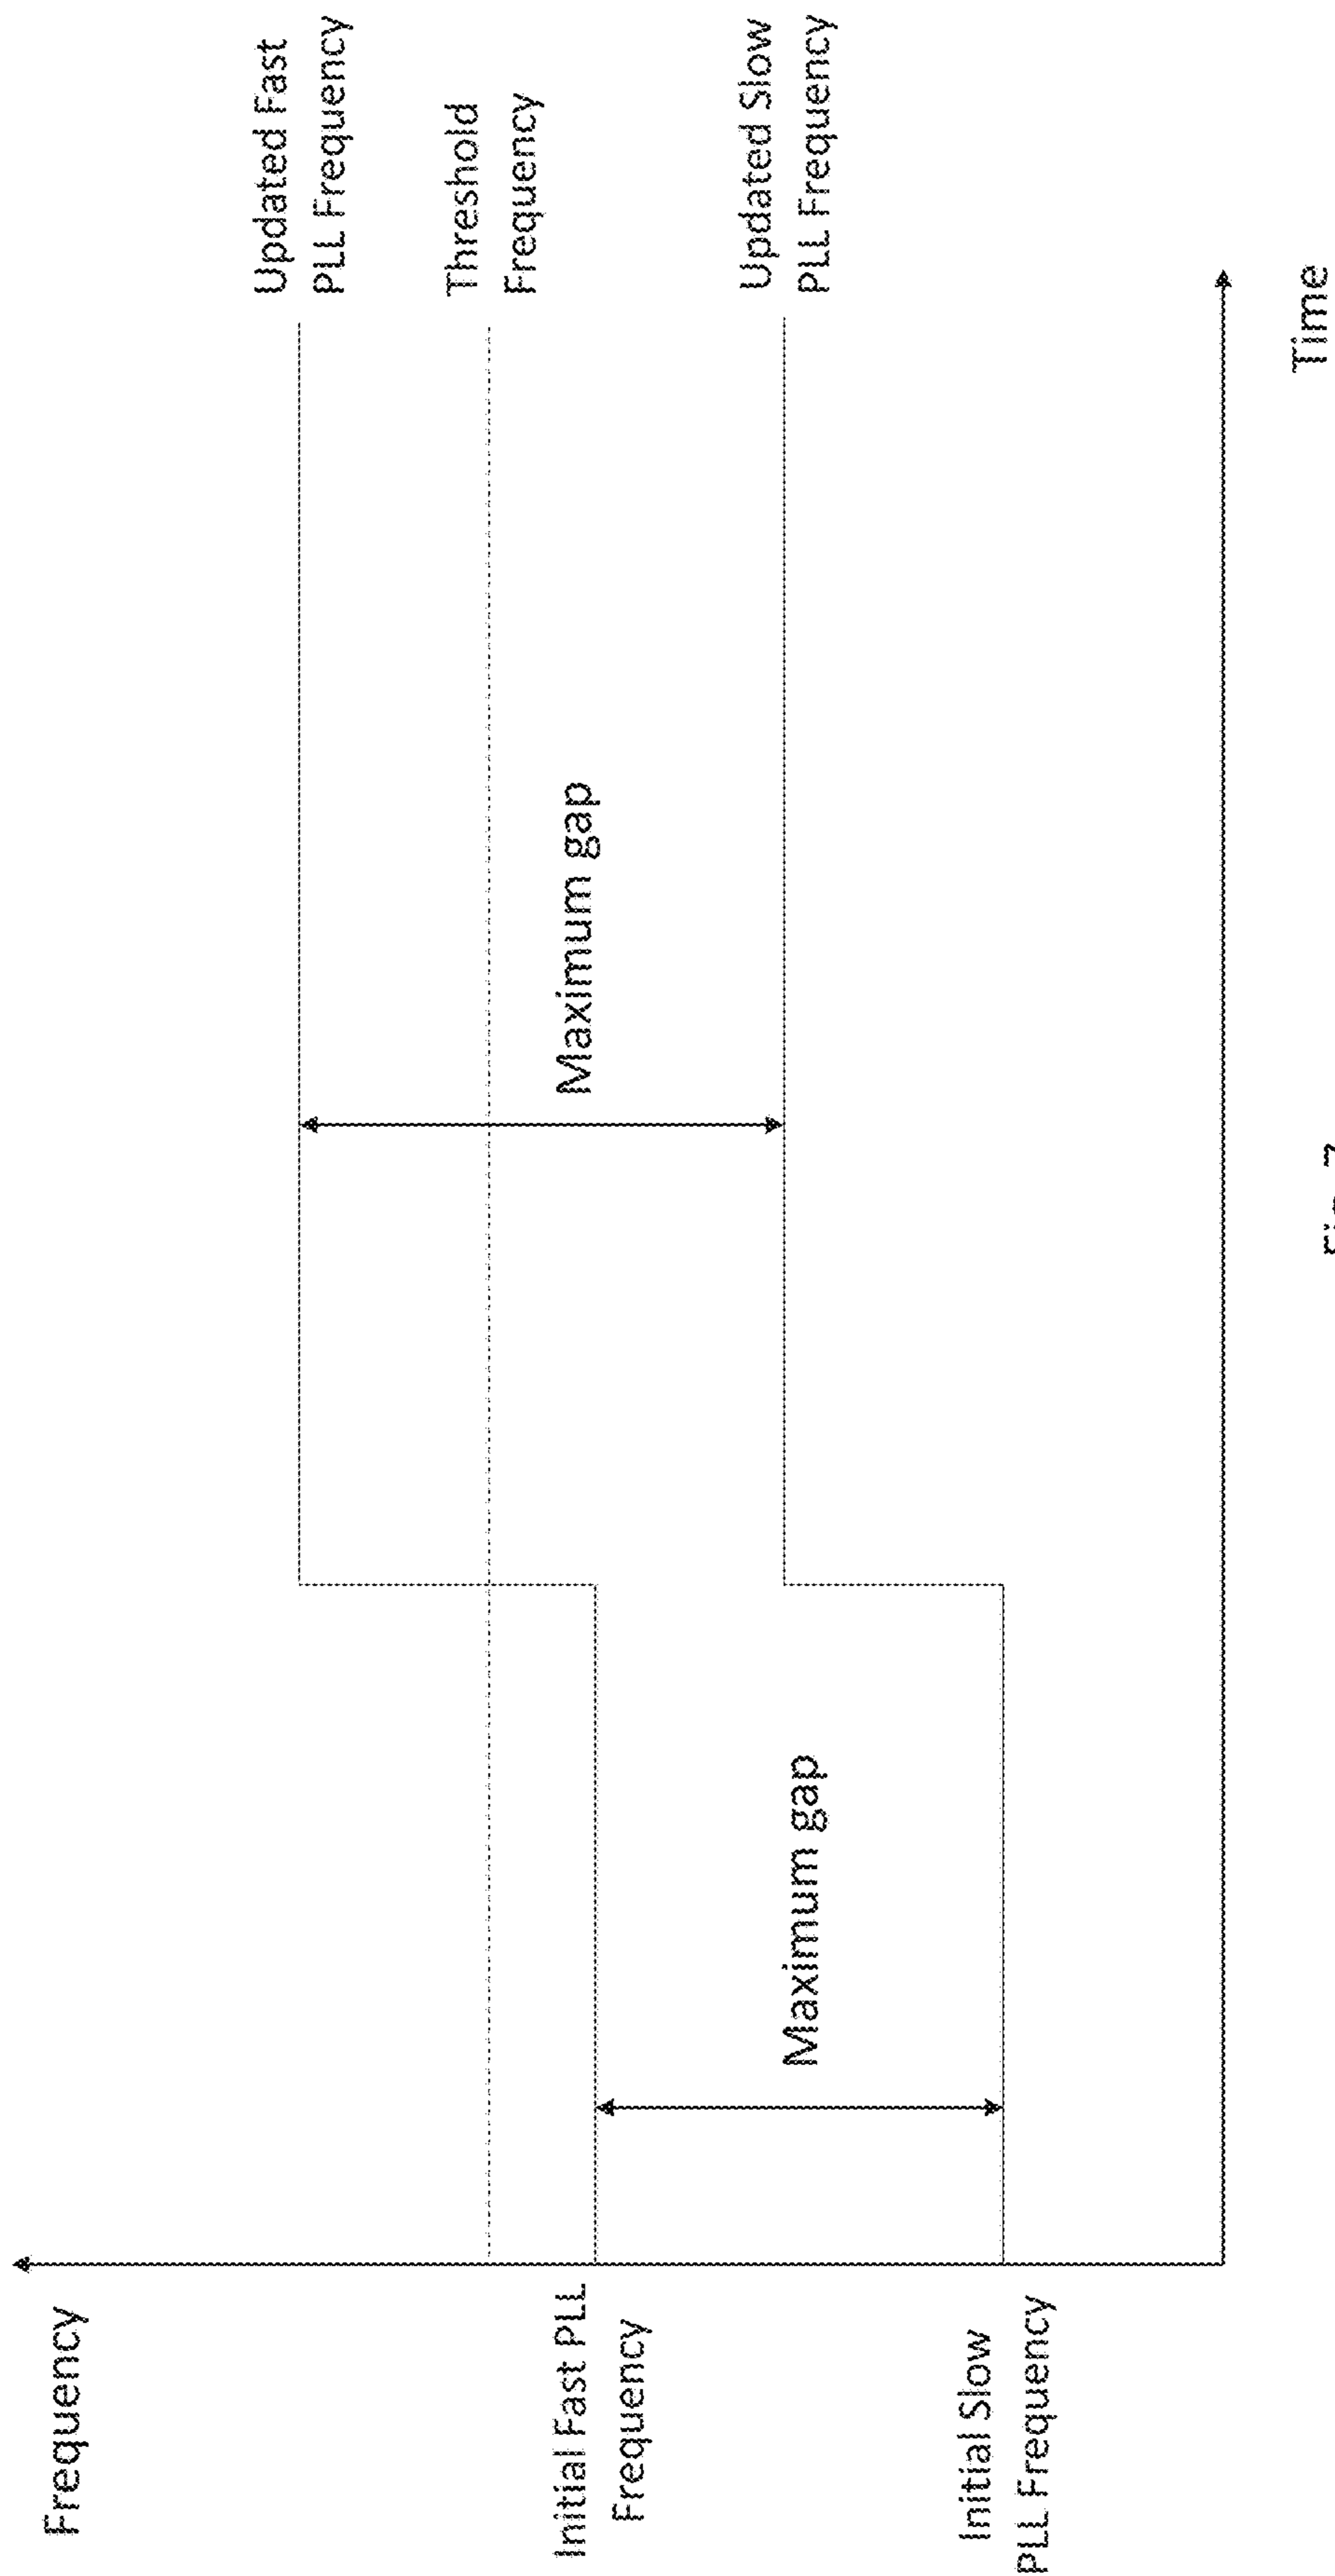 Frequency
Updated Fast
PLL Frequency
Threshold
Frequency
Initial Fast PLL
Frequency
Maximum gap
Updated Slow
PLL Frequency
Maximum gap
Initial Slow
PLL Frequency
Time